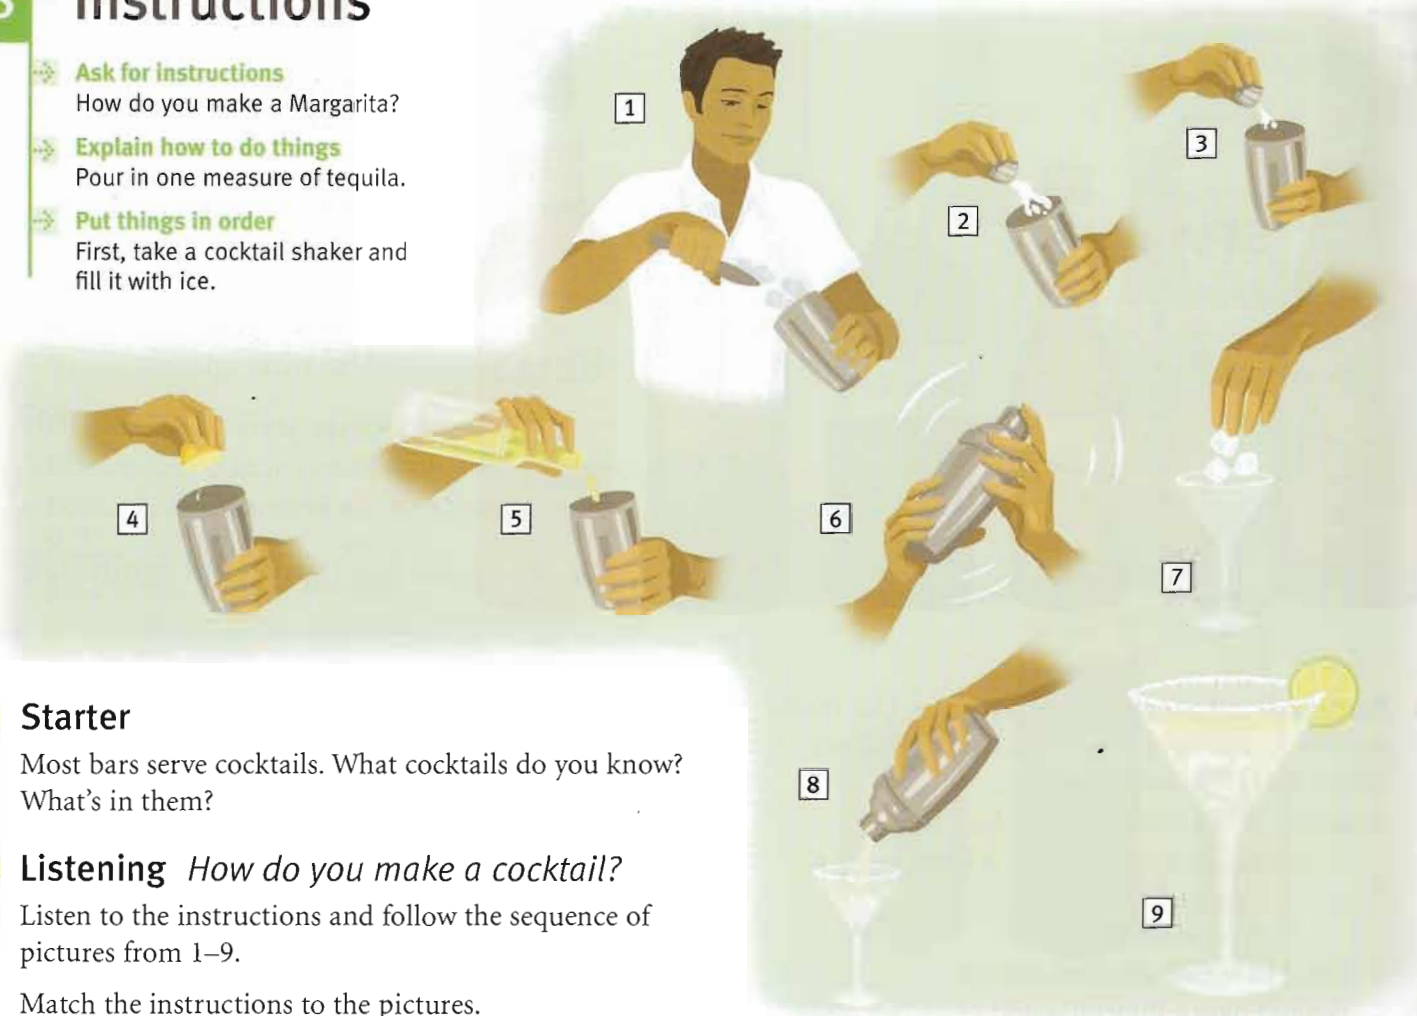 Instructions
Ask for instructions
How do you make a Margarita?
Explain how to do things
Pour in one measure of tequila.
Put things in order
First, take a cocktail shaker and
fill it with ice.
1
2
3
4
5
6
7
8
9
Starter
Most bars serve cocktails. What cocktails do you know?
What's in them?
Listening How do you make a cocktail?
Listen to the instructions and follow the sequence of
pictures from 1–9.
Match the instructions to the pictures.